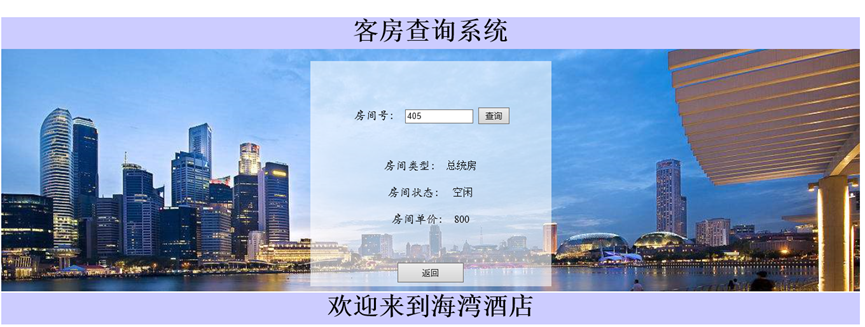 客房查询系统
房间号： 405 查询
房间类型： 总统房
房间状态： 空闲
房间单价： 800
返回
欢迎来到海湾酒店